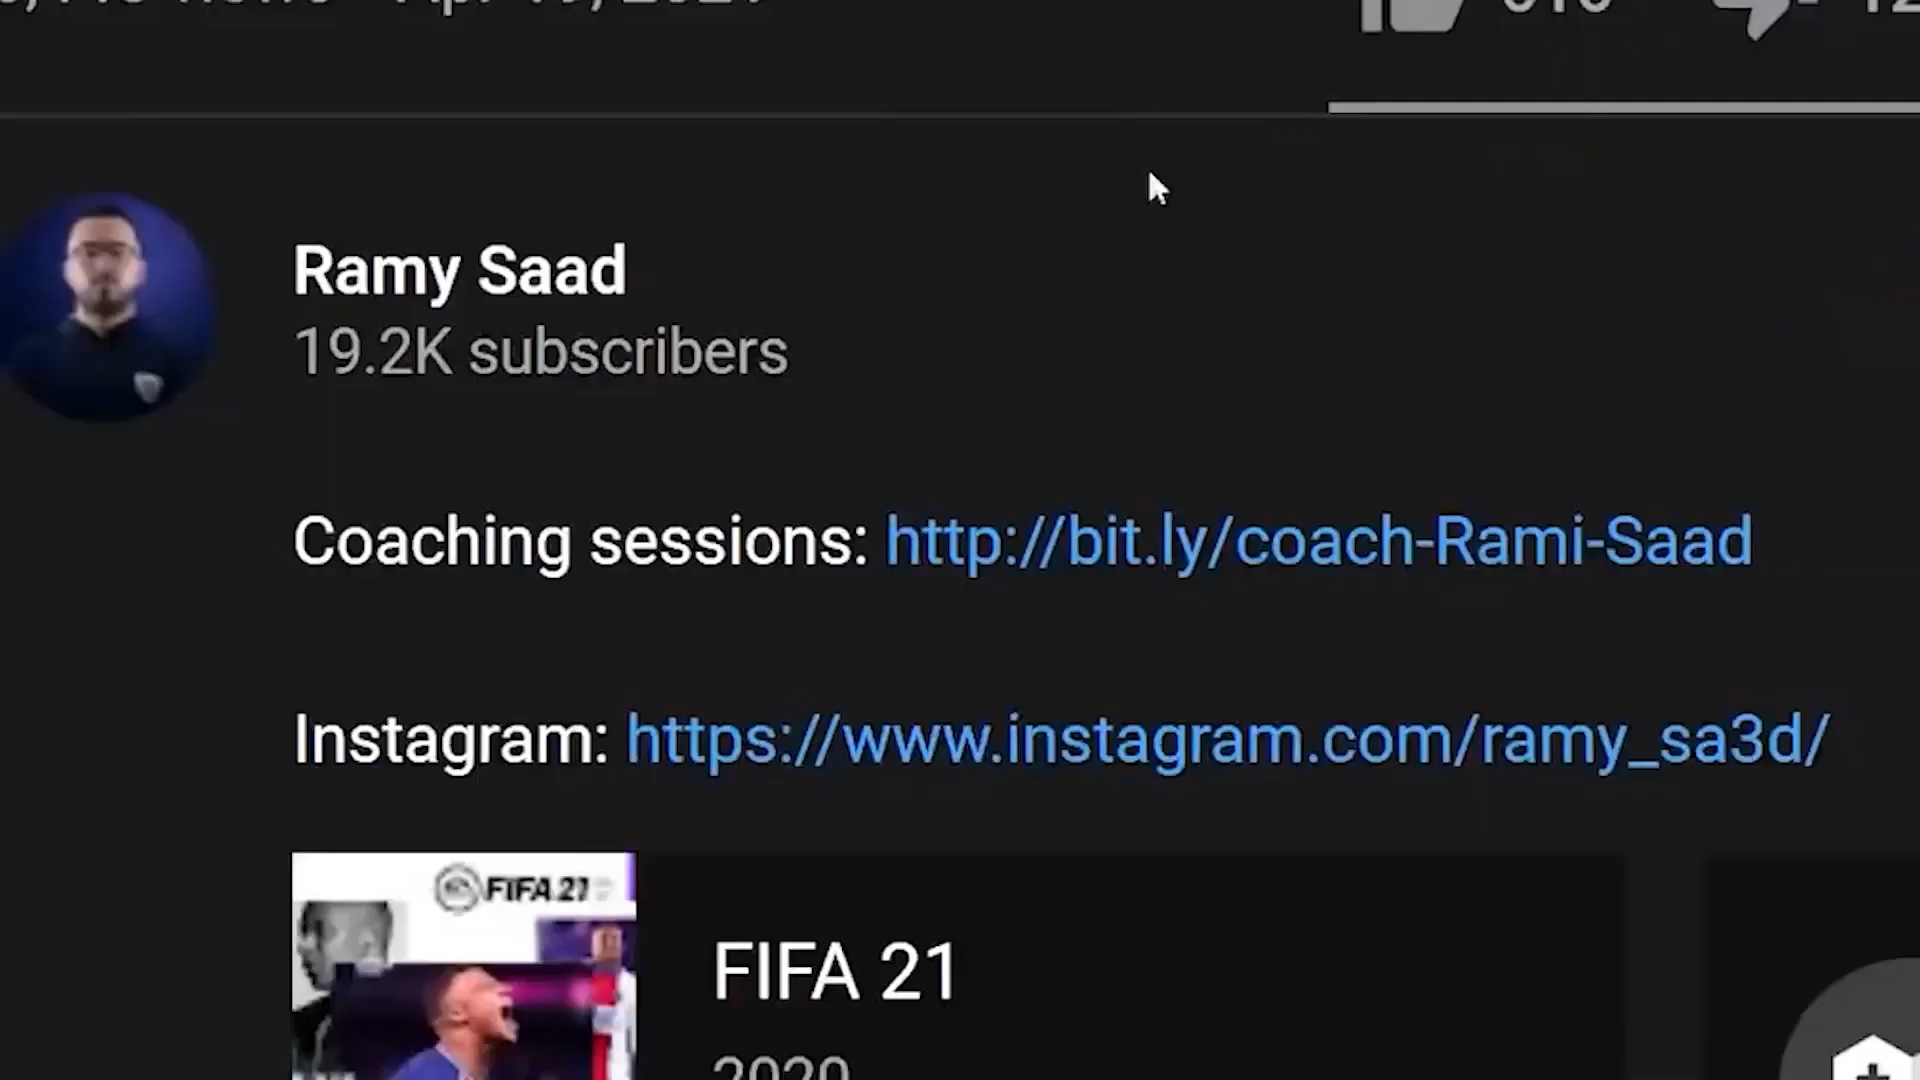 Ramy Saad
19.2K subscribers
Coaching sessions: http://bit.ly/coach-Rami-Saad
Instagram: https://www.instagram.com/ramy_sa3d/
FIFA 21
FIFA 21
2020